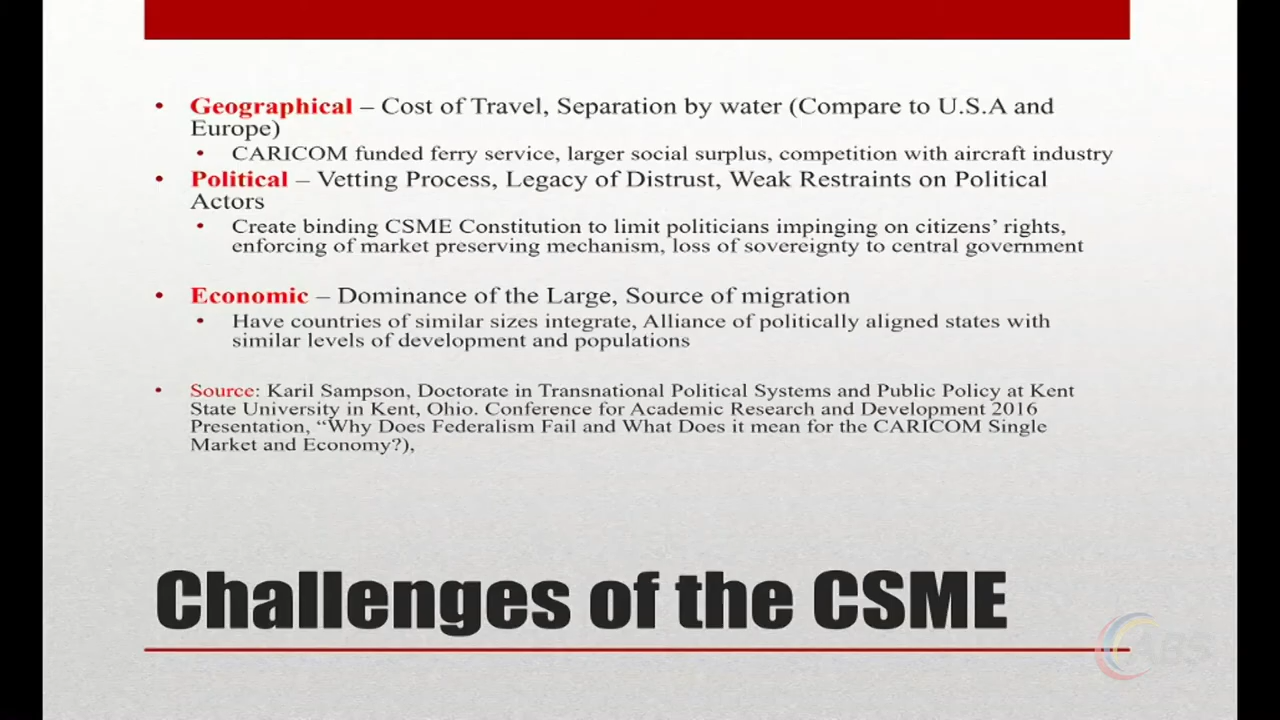 • Geographical – Cost of Travel, Separation by water (Compare to U.S.A and
Europe)
• CARICOM funded ferry service, larger social surplus, competition with aircraft industry
• Political – Vetting Process, Legacy of Distrust, Weak Restraints on Political
Actors
• Create binding CSME Constitution to limit politicians impinging on citizens’ rights,
enforcing of market preserving mechanism, loss of sovereignty to central government
• Economic – Dominance of the Large, Source of migration
• Have countries of similar sizes integrate, Alliance of politically aligned states with
similar levels of development and populations
• Source: Karil Sampson, Doctorate in Transnational Political Systems and Public Policy at Kent
State University in Kent, Ohio. Conference for Academic Research and Development 2016
Presentation, “Why Does Federalism Fail and What Does it mean for the CARICOM Single
Market and Economy?),
Challenges of the CSME
ABS